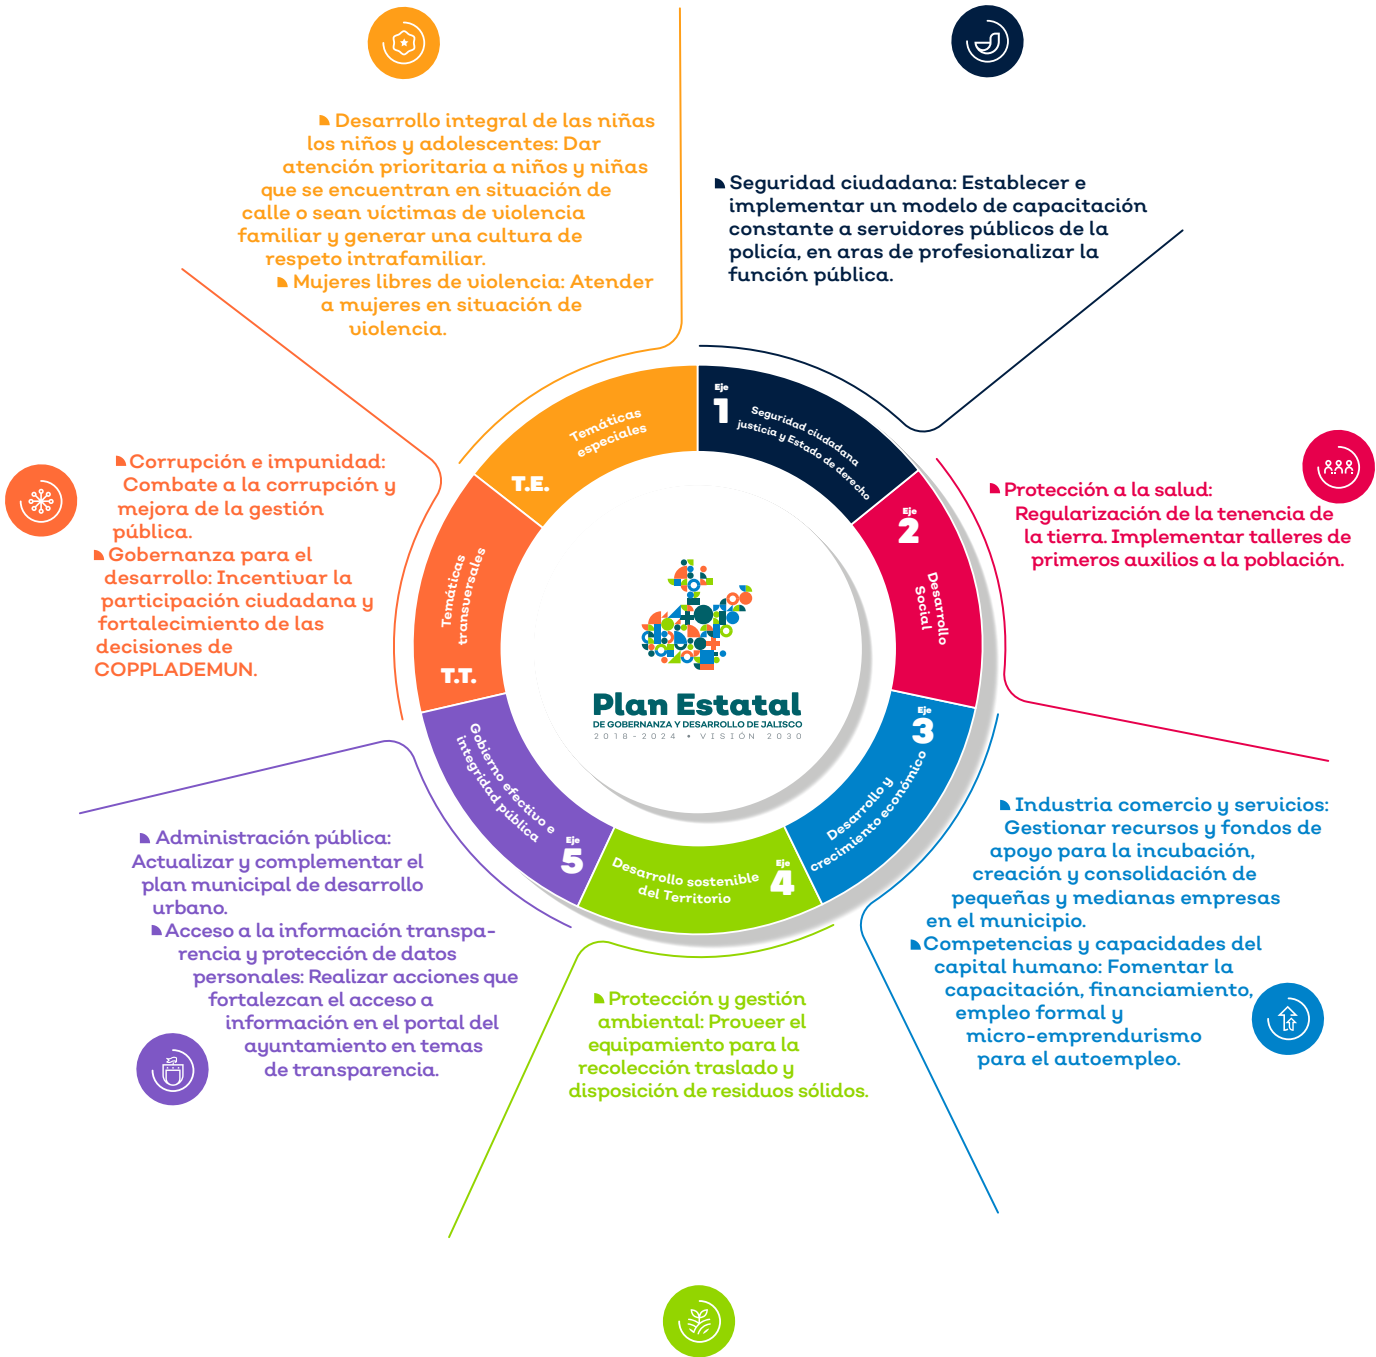 Desarrollo integral de las niñas
los niños y adolescentes: Dar
atención prioritaria a niños y niñas
que se encuentran en situación de
calle o sean víctimas de violencia
familiar y generar una cultura de
respeto intrafamiliar.
Mujeres libres de violencia: Atender
a mujeres en situación de
violencia.
Seguridad ciudadana: Establecer e
implementar un modelo de capacitación
constante a servidores públicos de la
policía, en aras de profesionalizar la
función pública.
Corrupción e impunidad:
Combate a la corrupción y
mejora de la gestión
pública.
Gobernanza para el
desarrollo: Incentivar la
participación ciudadana y
fortalecimiento de las
decisiones de
COPPLADEMUN.
Protección a la salud:
Regularización de la tenencia de
la tierra. Implementar talleres de
primeros auxilios a la población.
Temáticas
especiales
T.E.
Eje
1
Seguridad ciudadana
justicia y Estado de derecho
Eje
2
Desarrollo
Social
Eje
3
Desarrollo y
crecimiento económico
Eje
4
Desarrollo sostenible
del Territorio
Eje
5
Gobierno efectivo e
integridad pública
Temáticas
transversales
T.T.
Plan Estatal
DE GOBERNANZA Y DESARROLLO DE JALISCO
2018-2024 • VISIÓN 2030
Administración pública:
Actualizar y complementar el
plan municipal de desarrollo
urbano.
Acceso a la información transpa-
rencia y protección de datos
personales: Realizar acciones que
fortalezcan el acceso a
información en el portal del
ayuntamiento en temas
de transparencia.
Protección y gestión
ambiental: Proveer el
equipamiento para la
recolección traslado y
disposición de residuos sólidos.
Industria comercio y servicios:
Gestionar recursos y fondos de
apoyo para la incubación,
creación y consolidación de
pequeñas y medianas empresas
en el municipio.
Competencias y capacidades del
capital humano: Fomentar la
capacitación, financiamiento,
empleo formal y
micro-emprendurismo
para el autoempleo.